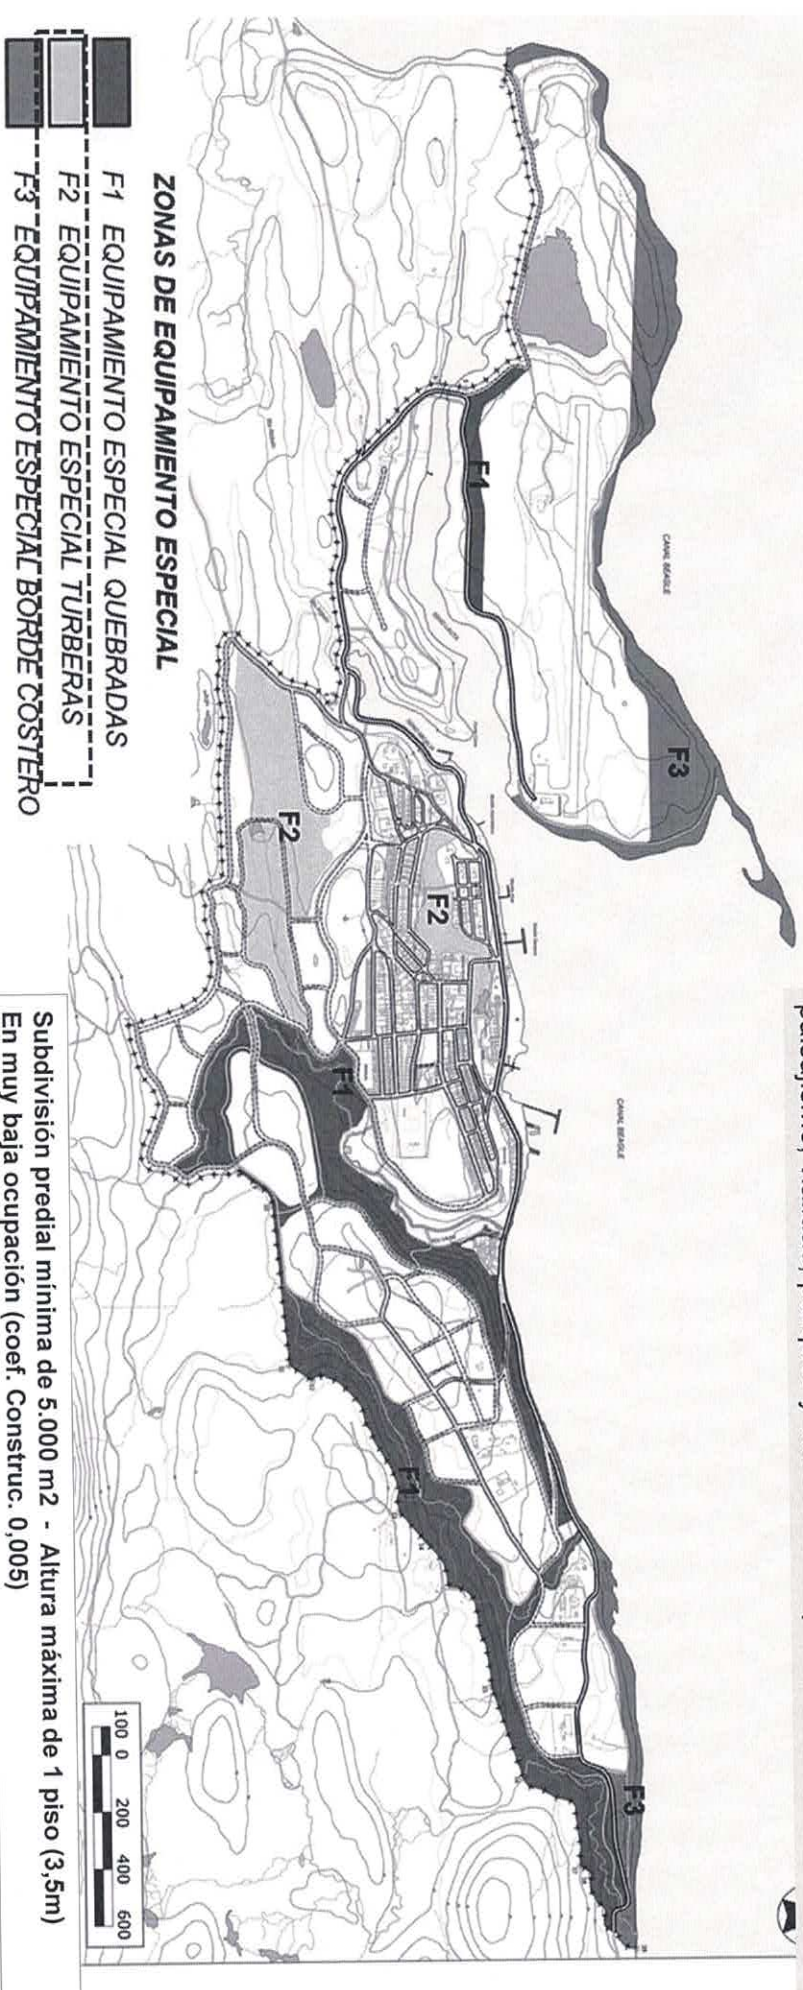 CANAL BEAGLE
F3
F1
F2
F2
F1
CANAL BEAGLE
F1
F3
100 0 200 400 600
ZONAS DE EQUIPAMIENTO ESPECIAL
F1 EQUIPAMIENTO ESPECIAL QUEBRADAS
F2 EQUIPAMIENTO ESPECIAL TURBERAS
F3 EQUIPAMIENTO ESPECIAL BORDE COSTERO
Subdivisión predial mínima de 5.000 m2 - Altura máxima de 1 piso (3,5m)
En muy baja ocupación (coef. Construc. 0,005)